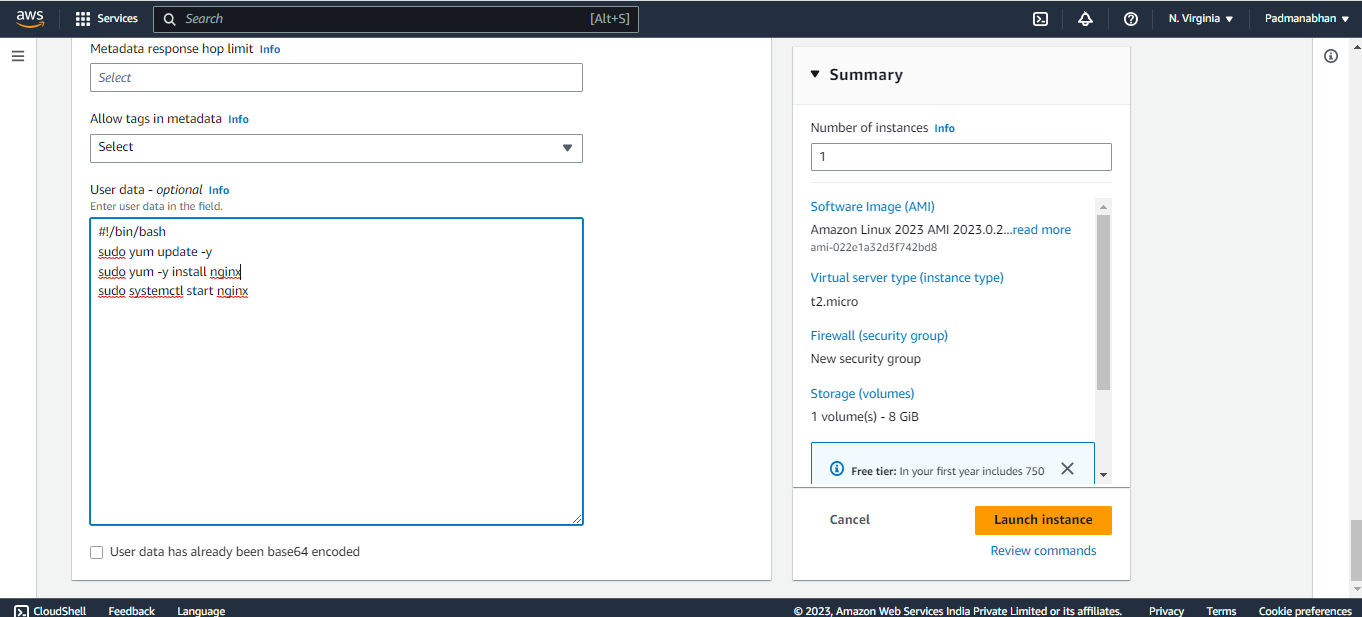 aws
Services
Search
[Alt+S]
N. Virginia
Padmanabhan
Metadata response hop limit Info
Select
Allow tags in metadata Info
Select
User data - optional Info
Enter user data in the field.
#!/bin/bash
sudo yum update -y
sudo yum -y install nginx
sudo systemctl start nginx
User data has already been base64 encoded
Summary
Number of instances Info
1
Software Image (AMI)
Amazon Linux 2023 AMI 2023.0.2...read more
ami-022e1a32d3f742bd8
Virtual server type (instance type)
t2.micro
Firewall (security group)
New security group
Storage (volumes)
1 volume(s) - 8 GiB
Free tier: In your first year includes 750
Cancel
Launch instance
Review commands
CloudShell
Feedback
Language
© 2023, Amazon Web Services India Private Limited or its affiliates.
Privacy
Terms
Cookie preferences